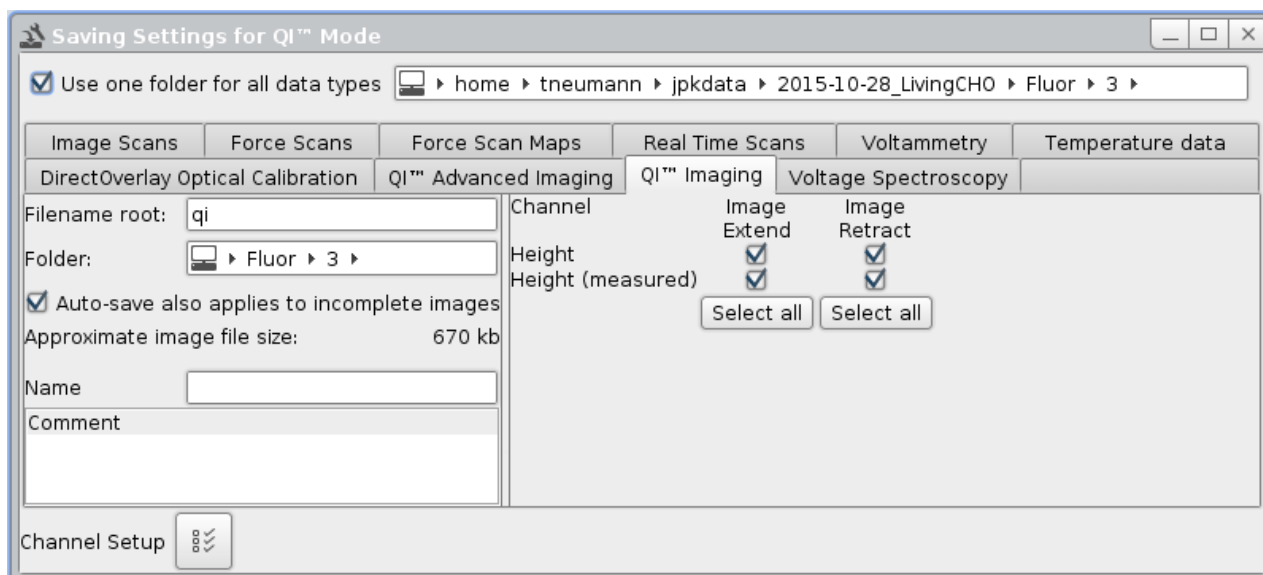 Saving Settings for QI™ Mode
Use one folder for all data types home tneumann jpkdata 2015-10-28_LivingCHO Fluor 3
Image Scans Force Scans Force Scan Maps Real Time Scans Voltammetry Temperature data
DirectOverlay Optical Calibration QI™ Advanced Imaging QI™ Imaging Voltage Spectroscopy
Filename root: qi
Folder: Fluor 3
Auto-save also applies to incomplete images
Approximate image file size: 670 kb
Name
Comment
Channel Image Extend Image Retract
Height
Height (measured)
Select all Select all
Channel Setup